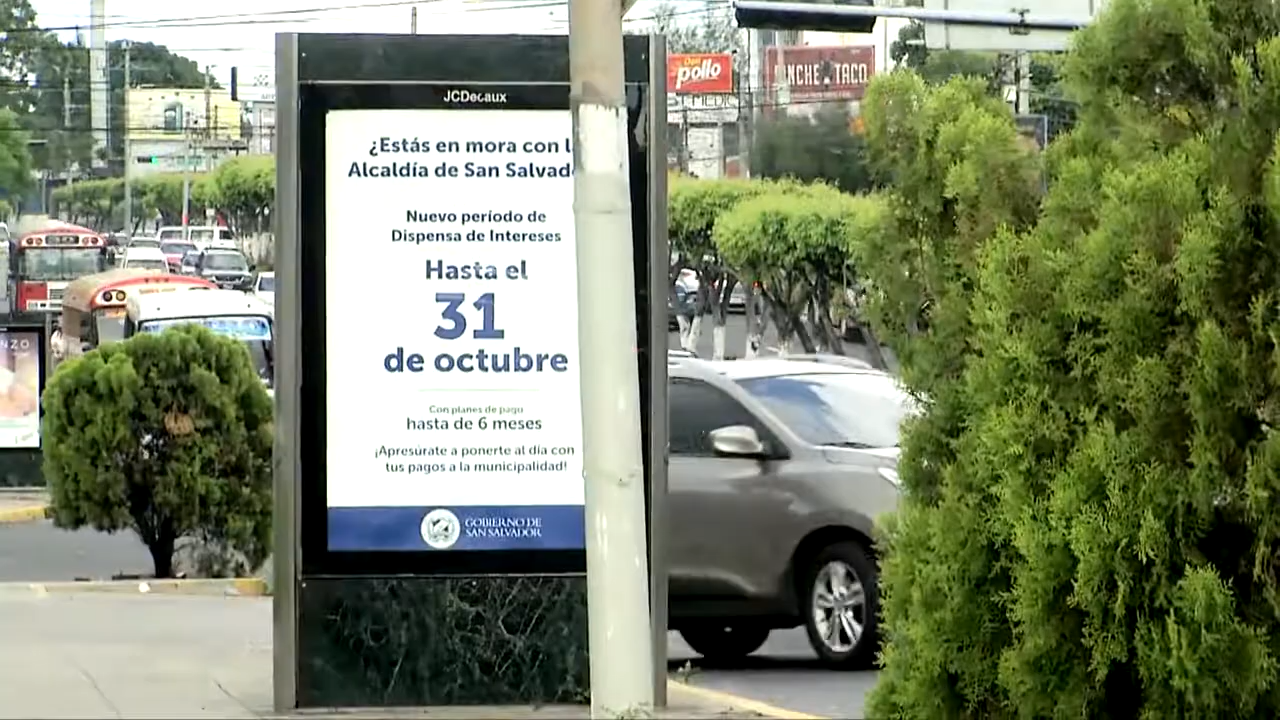 JCDecaux
¿Estás en mora con l
Alcaldía de San Salvad
Nuevo período de
Dispensa de Intereses
Hasta el
31
de octubre
Con planes de pago
hasta de 6 meses
¡Apresúrate a ponerte al día con
tus pagos a la municipalidad!
GOBIERNO DE
SAN SALVADOR
Don
pollo
NCHE TACO
NZO